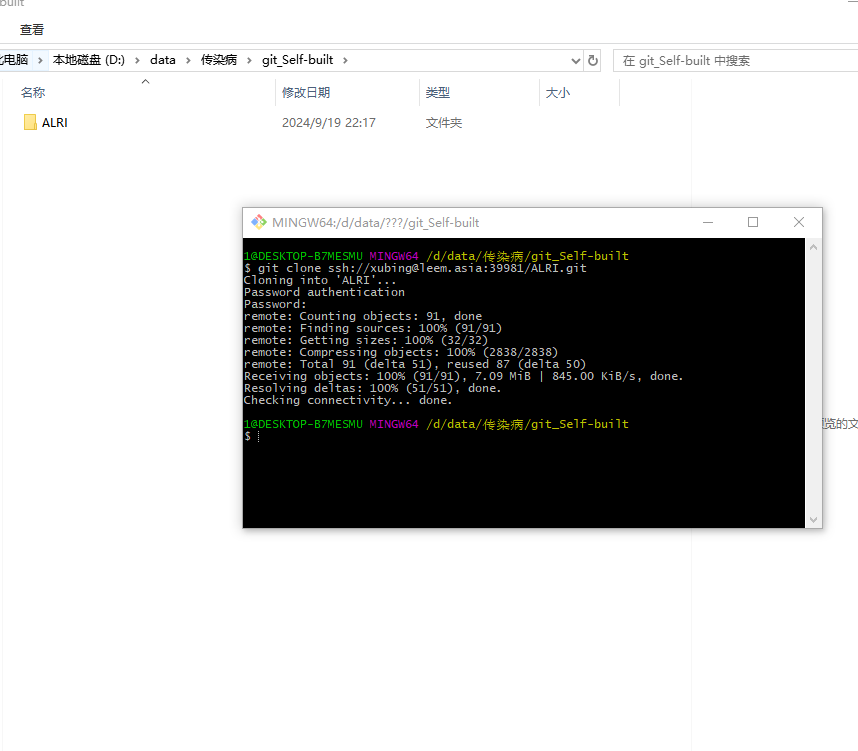 built
查看
电脑 › 本地磁盘 (D:) › data › 传染病 › git_Self-built ›
在 git_Self-built 中搜索
名称 修改日期 类型 大小
ALRI 2024/9/19 22:17 文件夹
MINGW64:/d/data/???/git_Self-built
1@DESKTOP-B7MESMU MINGW64 /d/data/传染病/git_Self-built
$ git clone ssh://xubing@leem.asia:39981/ALRI.git
Cloning into 'ALRI'...
Password authentication
Password:
remote: Counting objects: 91, done
remote: Finding sources: 100% (91/91)
remote: Getting sizes: 100% (32/32)
remote: Compressing objects: 100% (2838/2838)
remote: Total 91 (delta 51), reused 87 (delta 50)
Receiving objects: 100% (91/91), 7.09 MiB | 845.00 KiB/s, done.
Resolving deltas: 100% (51/51), done.
Checking connectivity... done.
1@DESKTOP-B7MESMU MINGW64 /d/data/传染病/git_Self-built
$
览的文